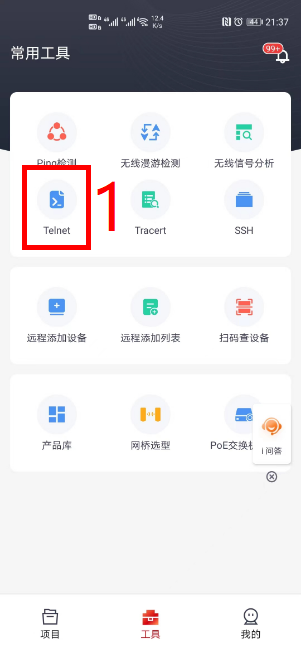 12.4
K/s
21:37
常用工具
99+
Ping检测
无线漫游检测
无线信号分析
1
Telnet
Tracert
SSH
远程添加设备
远程添加列表
扫码查设备
产品库
网桥选型
PoE交换
i 问答
项目
工具
我的